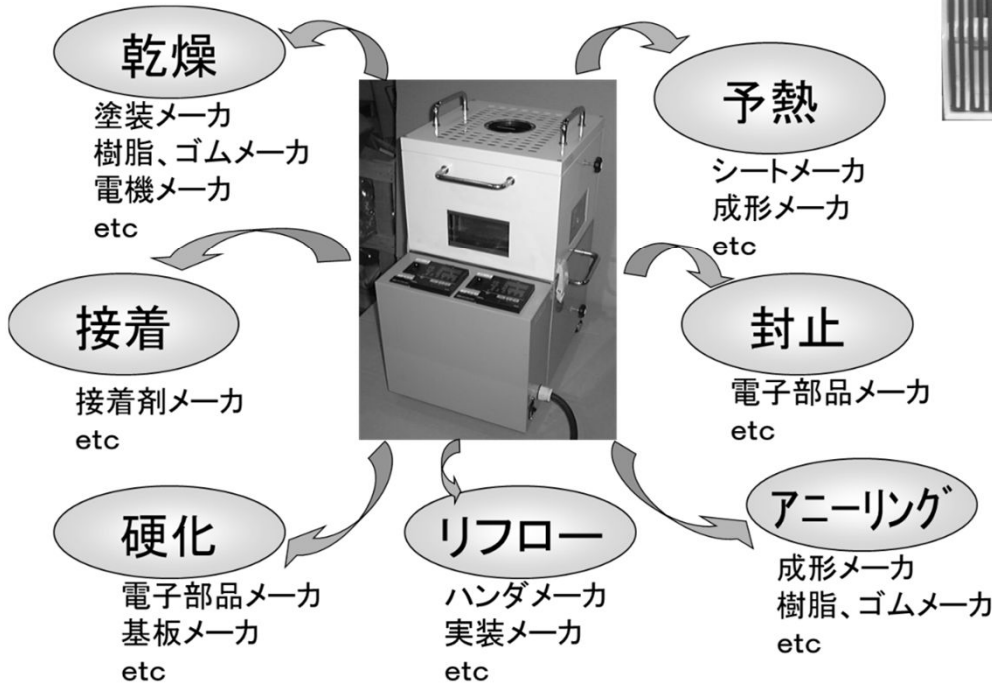 乾燥
塗装メーカ
樹脂、ゴムメーカ
電機メーカ
etc
予熱
シートメーカ
成形メーカ
etc
接着
接着剤メーカ
etc
封止
電子部品メーカ
etc
硬化
電子部品メーカ
基板メーカ
etc
リフロー
ハンダメーカ
実装メーカ
etc
アニーリング
成形メーカ
樹脂、ゴムメーカ
etc